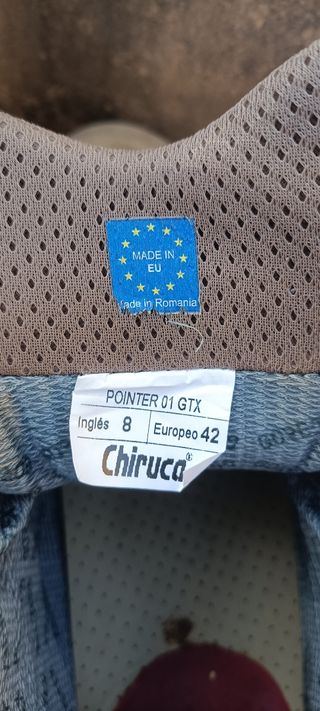 MADE IN
EU
Made in Romania
POINTER 01 GTX
Inglés 8 Europeo 42
Chiruca®